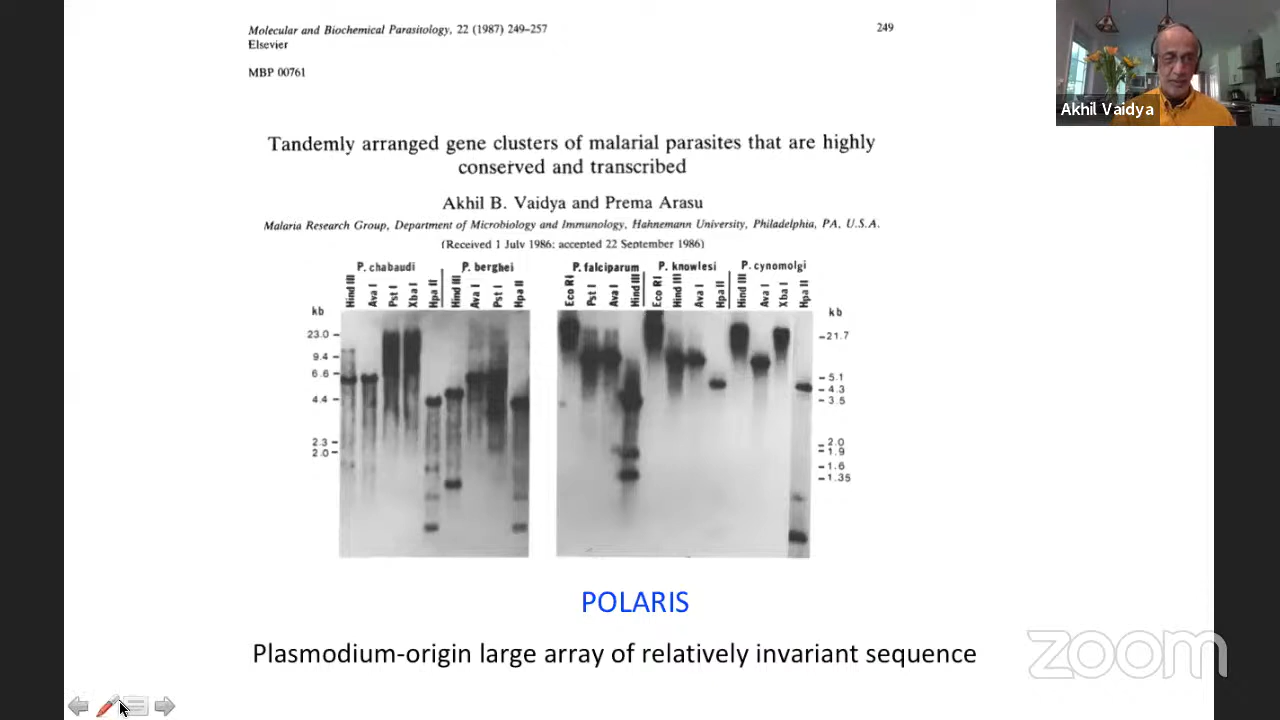 Molecular and Biochemical Parasitology, 22 (1987) 249–257
249
Elsevier
MBP 00761
Akhil Vaidya
Tandemly arranged gene clusters of malarial parasites that are highly
conserved and transcribed
Akhil B. Vaidya and Prema Arasu
Malaria Research Group, Department of Microbiology and Immunology, Hahnemann University, Philadelphia, PA, U.S.A.
(Received 1 July 1986; accepted 22 September 1986)
P. chabaudi P. berghei P. falciparum P. knowlesi P. cynomolgi
Hind III Ava I Pst I Xba I Hpa II Hind III Ava I Pst I Hpa II Eco RI Pst I Ava I Hind III Eco RI Hind III Ava I Hpa II Hind III Ava I Xba I Hpa II
kb
23.0
9.4
6.6
4.4
2.3
2.0
kb
21.7
5.1
4.3
3.5
2.0
1.9
1.6
1.35
POLARIS
Plasmodium-origin large array of relatively invariant sequence
zoom